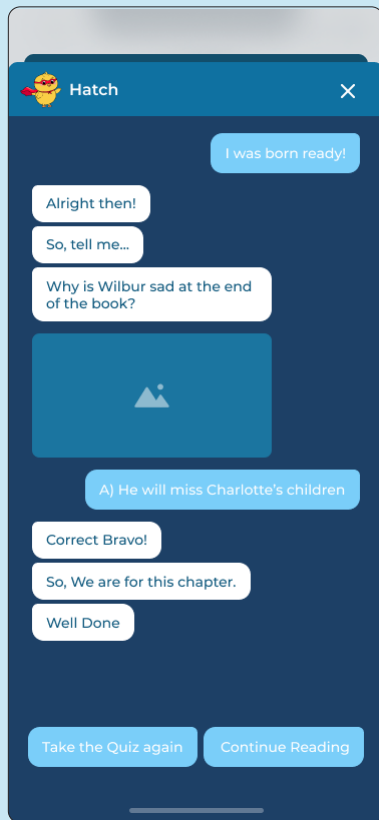 Hatch
I was born ready!
Alright then!
So, tell me...
Why is Wilbur sad at the end
of the book?
A) He will miss Charlotte's children
Correct Bravo!
So, We are for this chapter.
Well Done
Take the Quiz again
Continue Reading